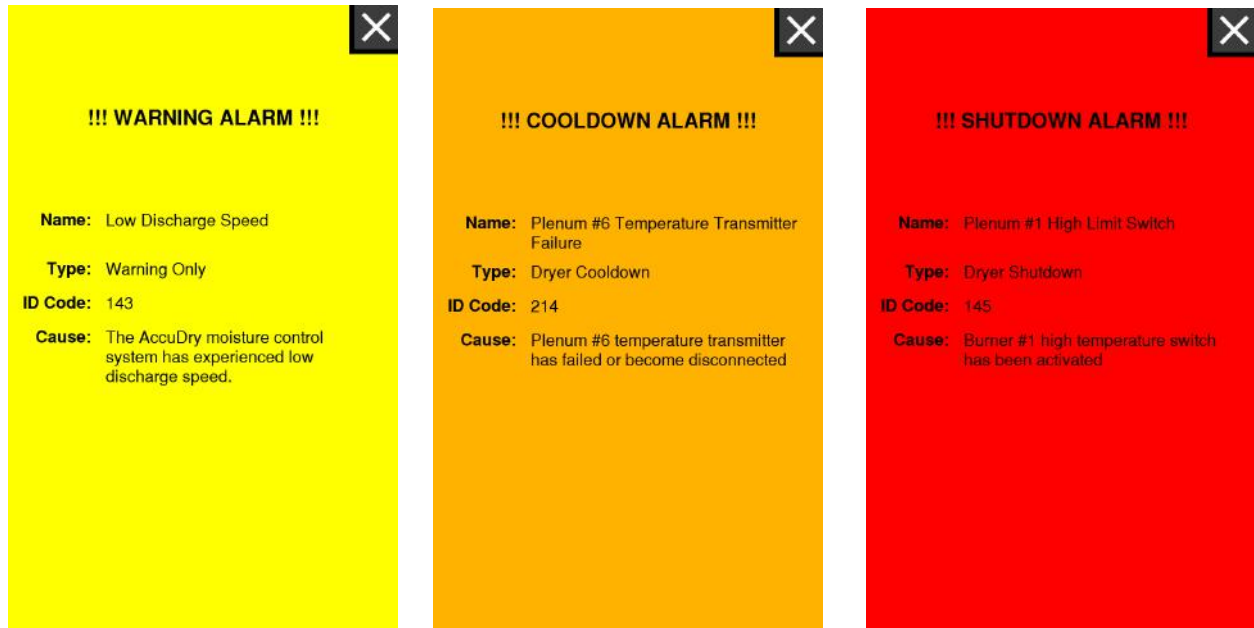 !!! WARNING ALARM !!!
Name: Low Discharge Speed
Type: Warning Only
ID Code: 143
Cause: The AccuDry moisture control
system has experienced low
discharge speed.
!!! COOLDOWN ALARM !!!
Name: Plenum #6 Temperature Transmitter
Failure
Type: Dryer Cooldown
ID Code: 214
Cause: Plenum #6 temperature transmitter
has failed or become disconnected
!!! SHUTDOWN ALARM !!!
Name: Plenum #1 High Limit Switch
Type: Dryer Shutdown
ID Code: 145
Cause: Burner #1 high temperature switch
has been activated